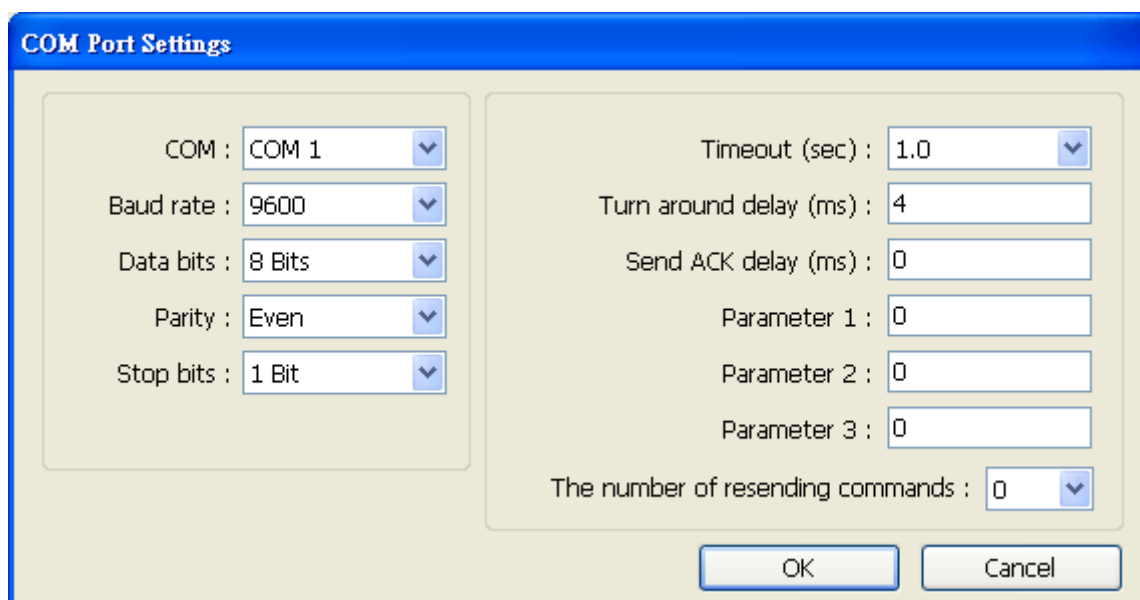 COM Port Settings
COM : COM 1
Baud rate : 9600
Data bits : 8 Bits
Parity : Even
Stop bits : 1 Bit
Timeout (sec) : 1.0
Turn around delay (ms) : 4
Send ACK delay (ms) : 0
Parameter 1 : 0
Parameter 2 : 0
Parameter 3 : 0
The number of resending commands : 0
OK
Cancel